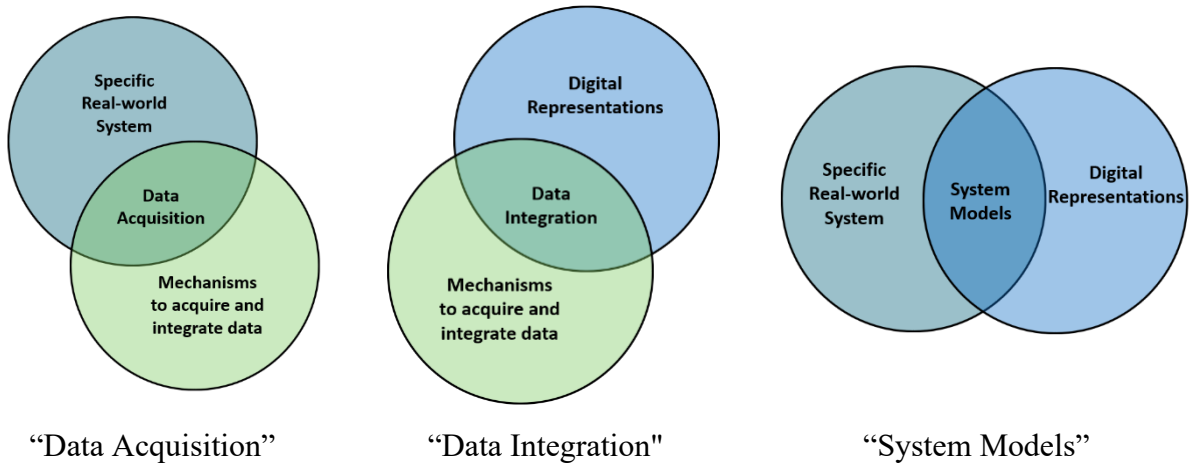 Specific
Real-world
System
Data
Acquisition
Mechanisms
to acquire and
integrate data
“Data Acquisition”
Digital
Representations
Data
Integration
Mechanisms
to acquire and
integrate data
“Data Integration"
Specific
Real-world
System
System
Models
Digital
Representations
“System Models”